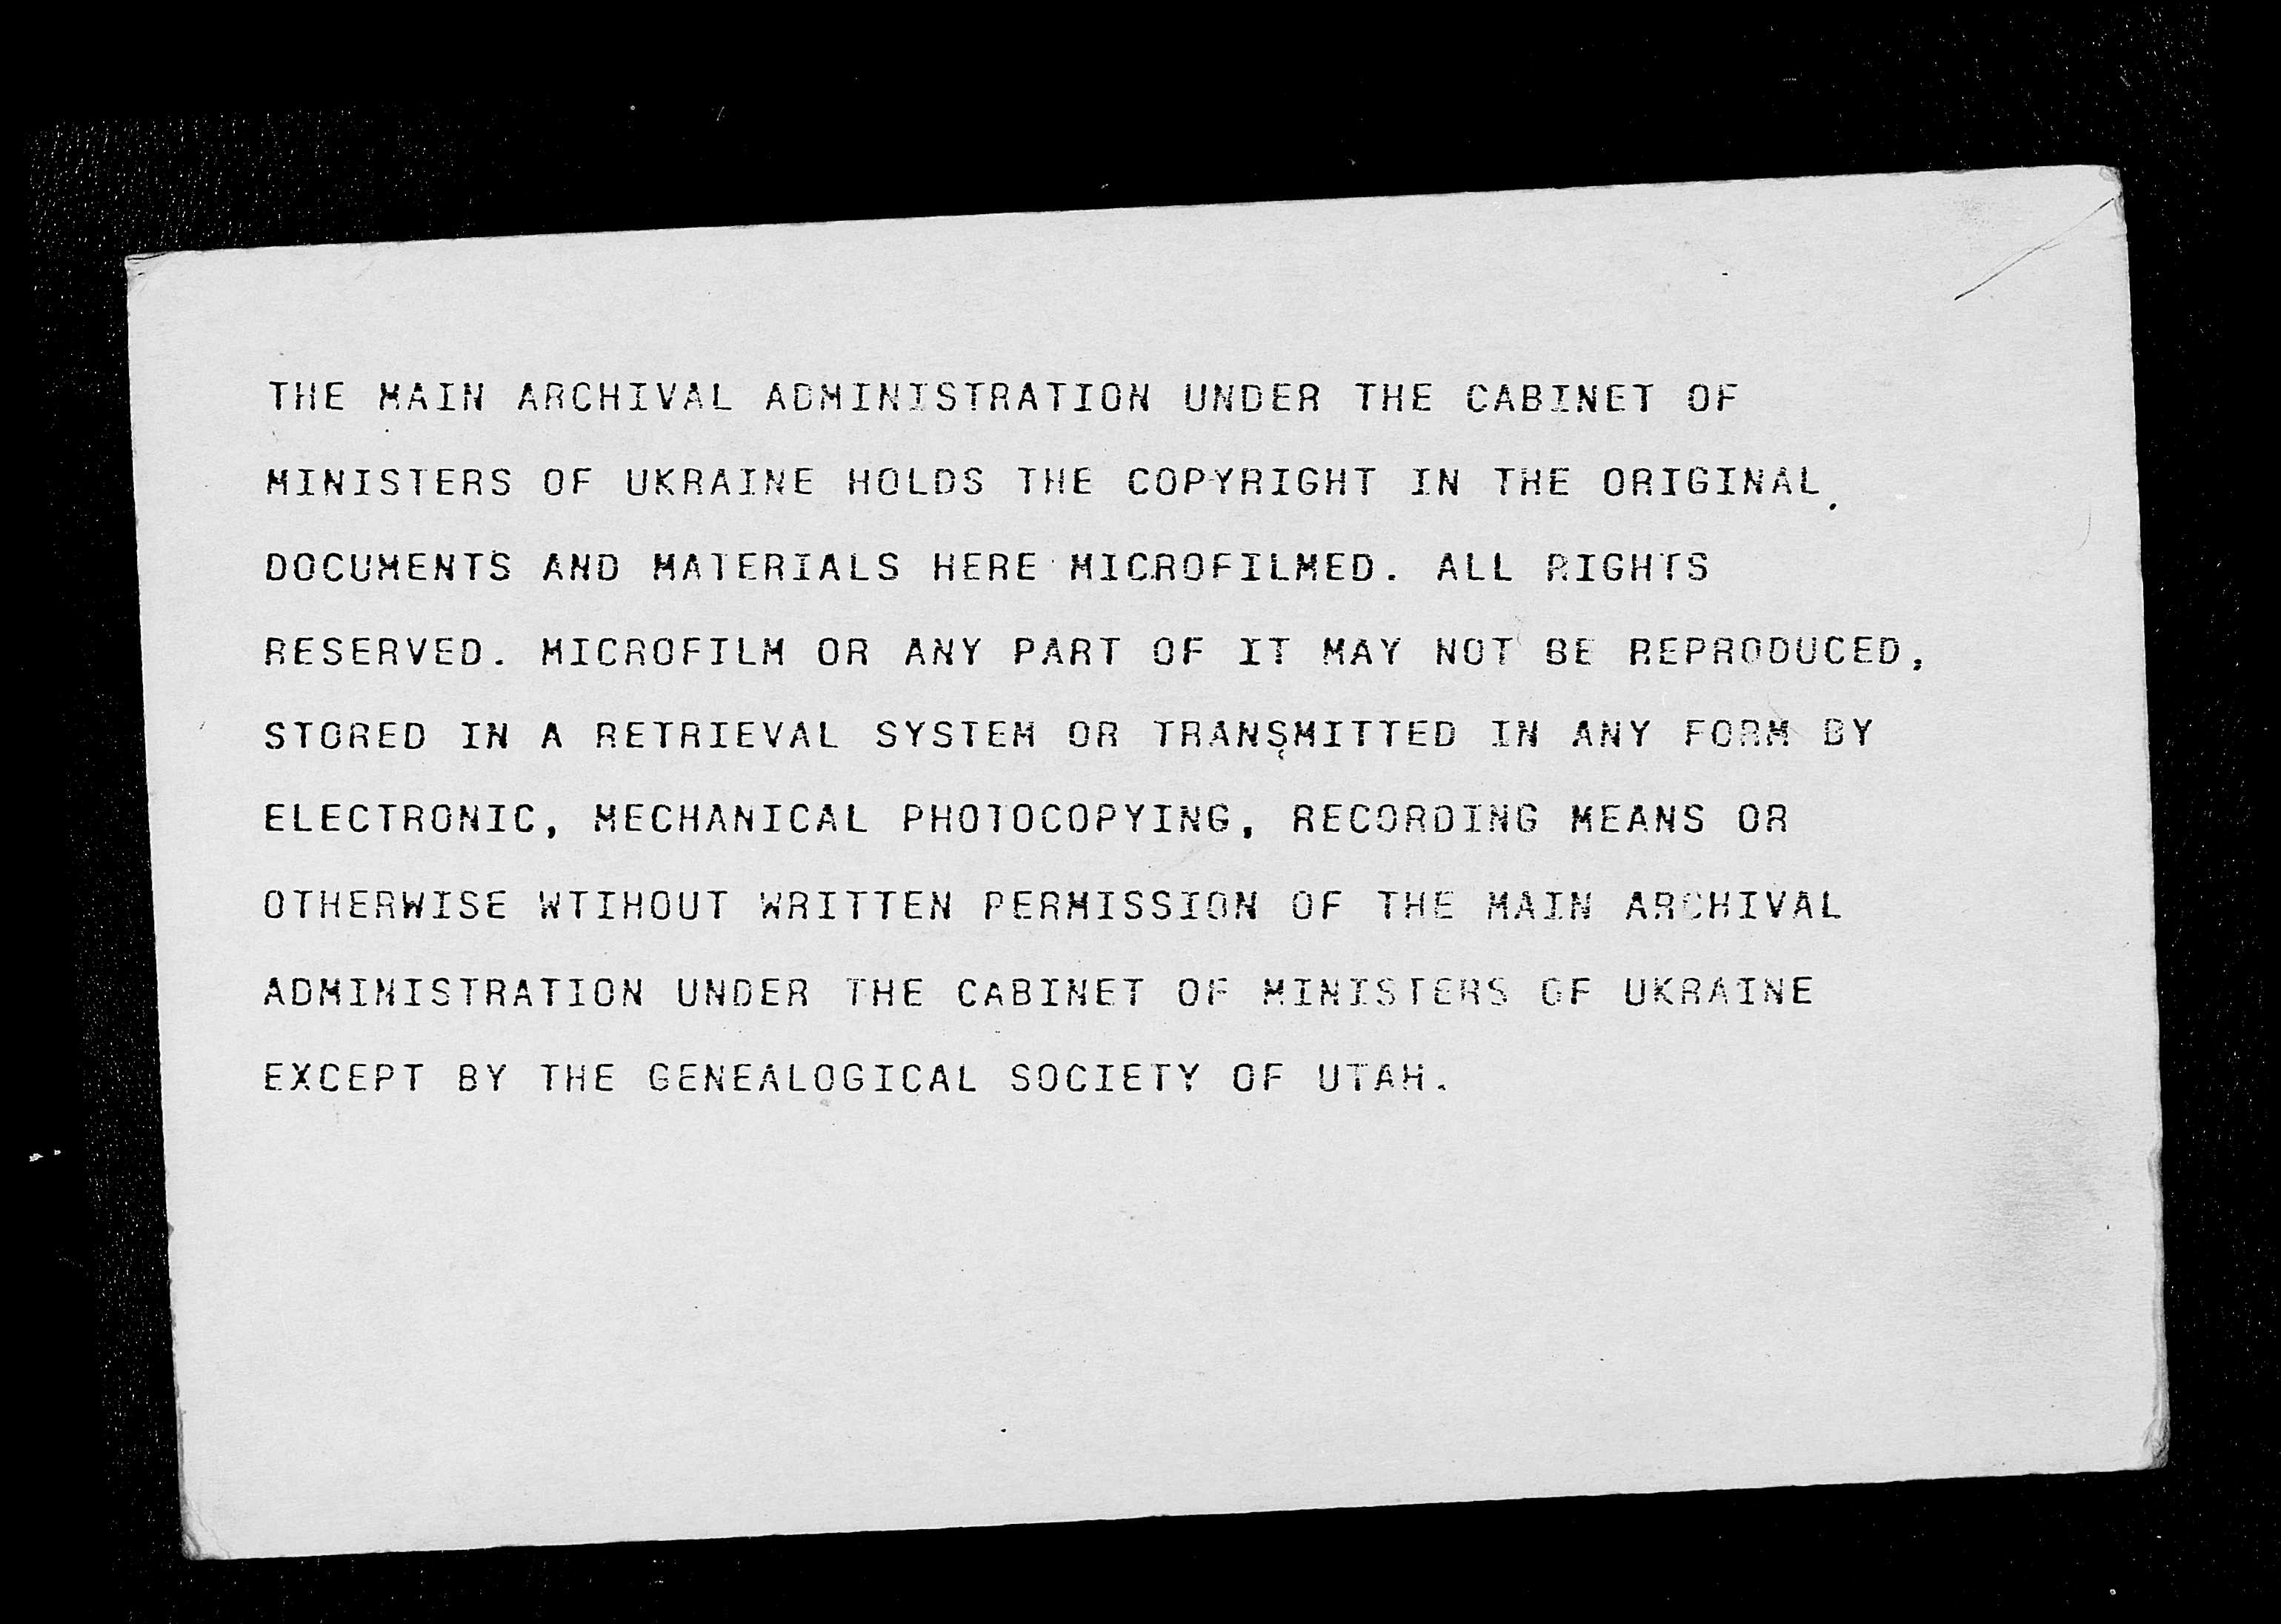 THE MAIN ARCHIVAL ADMINISTRATION UNDER THE CABINET OF
MINISTERS OF UKRAINE HOLDS THE COPYRIGHT IN THE ORIGINAL
DOCUMENTS AND MATERIALS HERE MICROFILMED. ALL RIGHTS
RESERVED. MICROFILM OR ANY PART OF IT MAY NOT BE REPRODUCED,
STORED IN A RETRIEVAL SYSTEM OR TRANSMITTED IN ANY FORM BY
ELECTRONIC, MECHANICAL PHOTOCOPYING, RECORDING MEANS OR
OTHERWISE WTIHOUT WRITTEN PERMISSION OF THE MAIN ARCHIVAL
ADMINISTRATION UNDER THE CABINET OF MINISTERS OF UKRAINE
EXCEPT BY THE GENEALOGICAL SOCIETY OF UTAH.